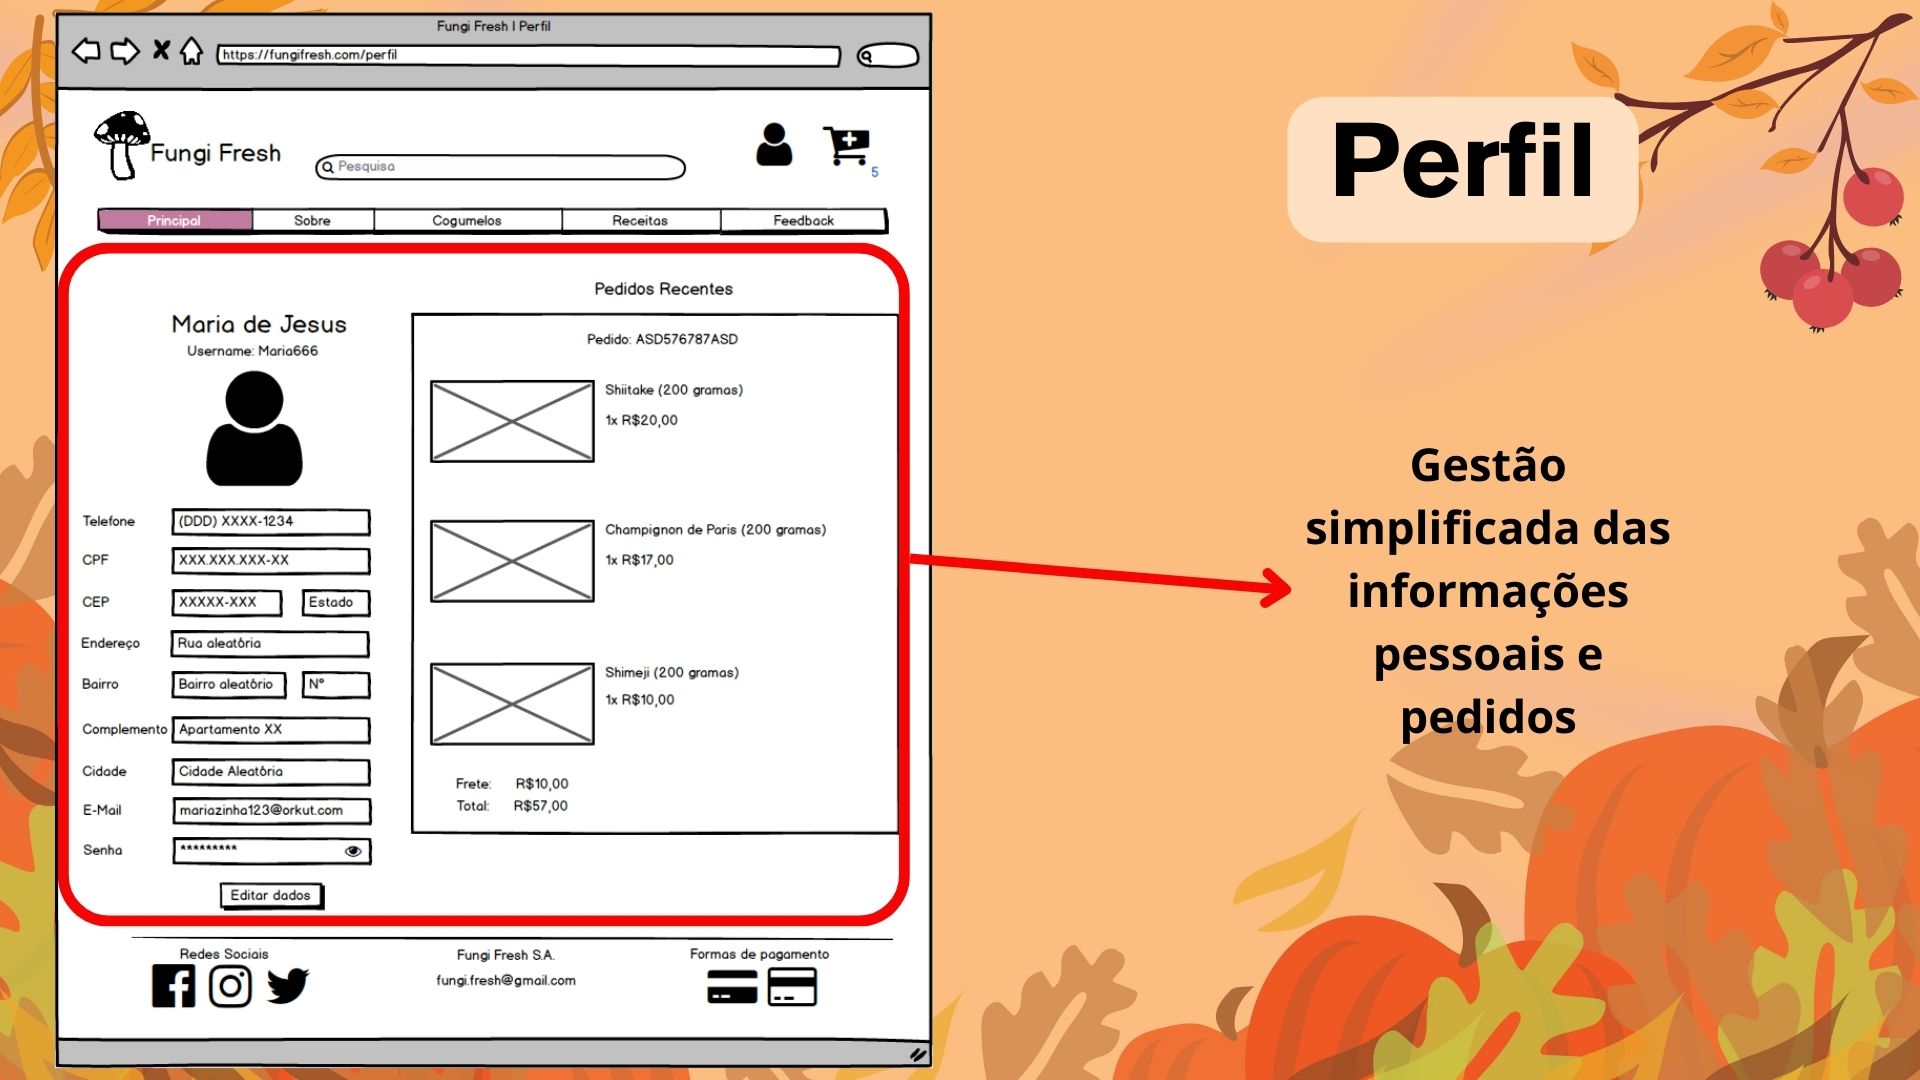 Fungi Fresh | Perfil
https://fungifresh.com/perfil
Fungi Fresh
Pesquisa
5
Principal
Sobre
Cogumelos
Receitas
Feedback
Maria de Jesus
Username: Maria666
Telefone
(DDD) XXXX-1234
CPF
XXX.XXX.XXX-XX
CEP
XXXXX-XXX
Estado
Endereço
Rua aleatória
Bairro
Bairro aleatório
Nº
Complemento
Apartamento XX
Cidade
Cidade Aleatória
E-Mail
mariazinha123@orkut.com
Senha
*********
Editar dados
Pedidos Recentes
Pedido: ASD576787ASD
Shiitake (200 gramas)
1x R$20,00
Champignon de Paris (200 gramas)
1x R$17,00
Shimeji (200 gramas)
1x R$10,00
Frete: R$10,00
Total: R$57,00
Redes Sociais
Fungi Fresh S.A.
fungi.fresh@gmail.com
Formas de pagamento
Perfil
Gestão
simplificada das
informações
pessoais e
pedidos